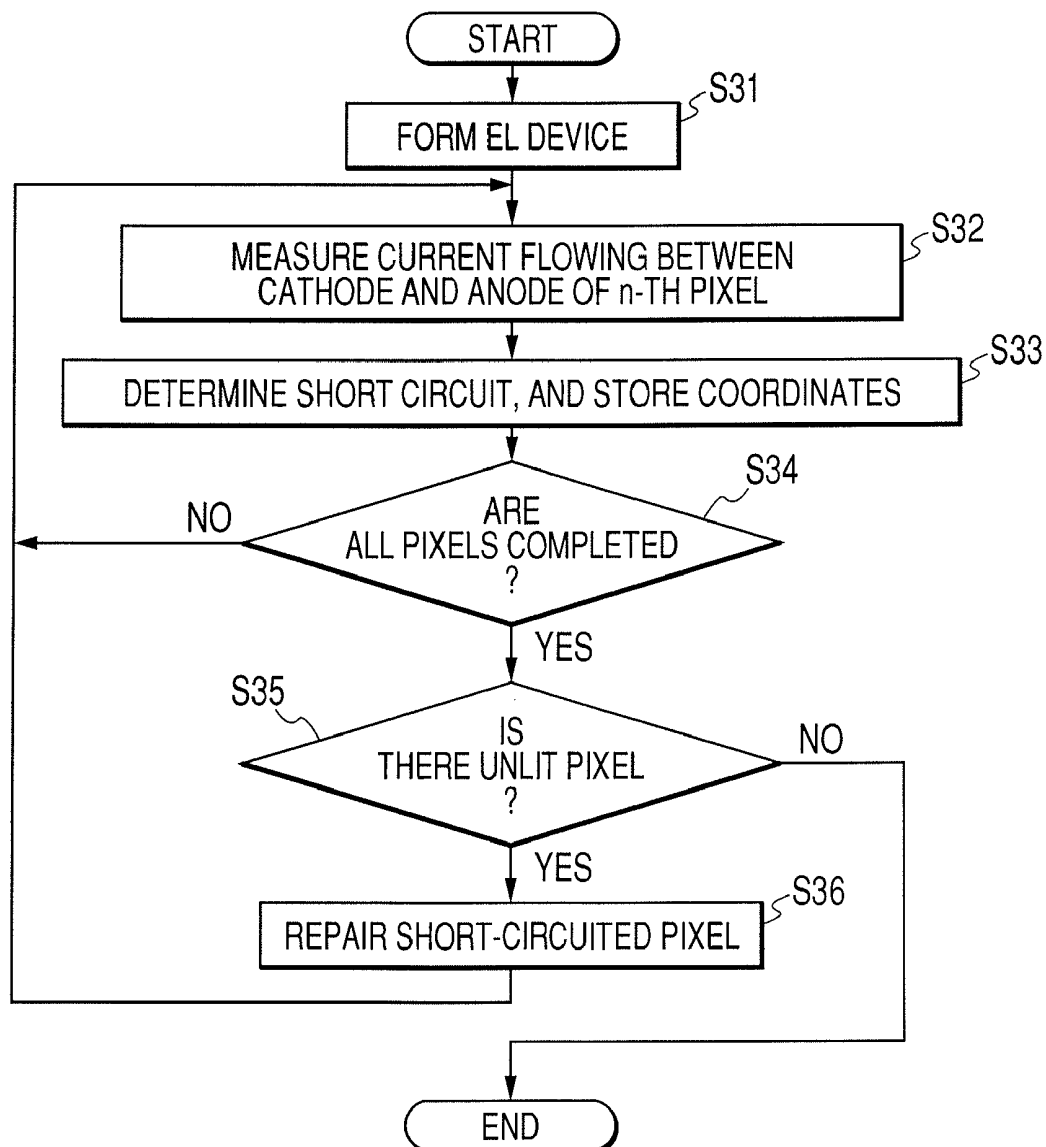 START
S31
FORM EL DEVICE
S32
MEASURE CURRENT FLOWING BETWEEN
CATHODE AND ANODE OF n-TH PIXEL
S33
DETERMINE SHORT CIRCUIT, AND STORE COORDINATES
S34
NO
ARE
ALL PIXELS COMPLETED
?
YES
S35
IS
THERE UNLIT PIXEL
?
NO
YES
S36
REPAIR SHORT-CIRCUITED PIXEL
END